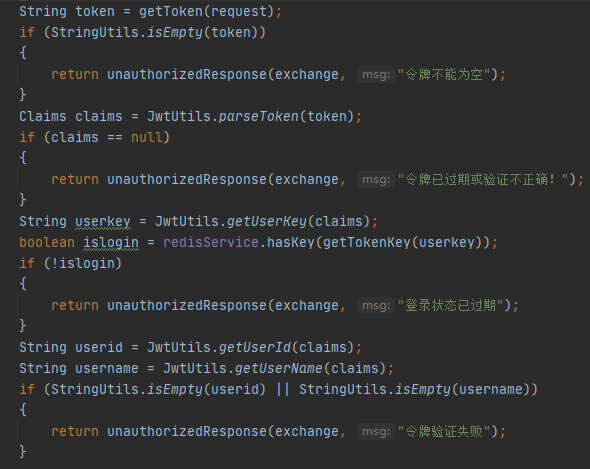 String token = getToken(request);
if (StringUtils.isEmpty(token))
{
    return unauthorizedResponse(exchange, msg: "令牌不能为空");
}
Claims claims = JwtUtils.parseToken(token);
if (claims == null)
{
    return unauthorizedResponse(exchange, msg: "令牌已过期或验证不正确！");
}
String userkey = JwtUtils.getUserKey(claims);
boolean islogin = redisService.hasKey(getTokenKey(userkey));
if (!islogin)
{
    return unauthorizedResponse(exchange, msg: "登录状态已过期");
}
String userid = JwtUtils.getUserId(claims);
String username = JwtUtils.getUserName(claims);
if (StringUtils.isEmpty(userid) || StringUtils.isEmpty(username))
{
    return unauthorizedResponse(exchange, msg: "令牌验证失败");
}